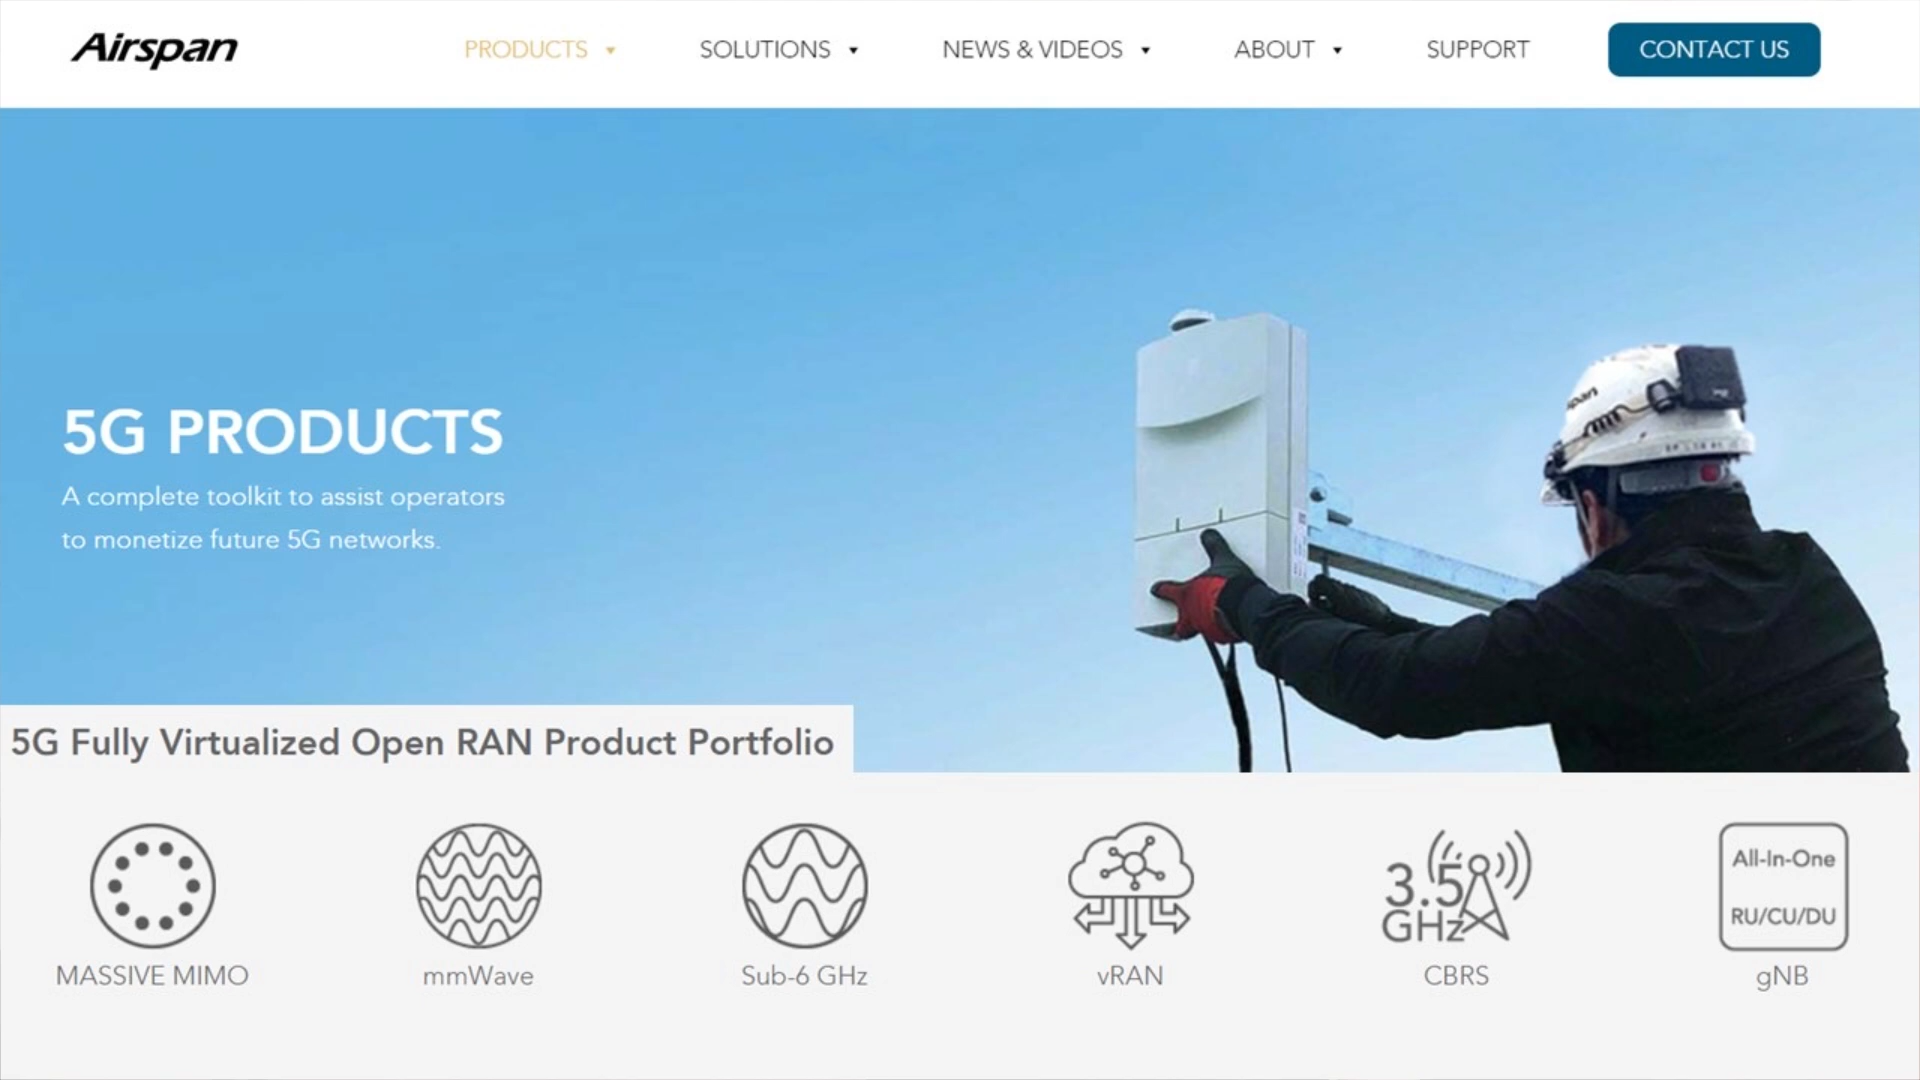 Airspan
PRODUCTS
SOLUTIONS
NEWS & VIDEOS
ABOUT
SUPPORT
CONTACT US
5G PRODUCTS
A complete toolkit to assist operators
to monetize future 5G networks.
5G Fully Virtualized Open RAN Product Portfolio
3.5
GHz
All-In-One
RU/CU/DU
MASSIVE MIMO
mmWave
Sub-6 GHz
vRAN
CBRS
gNB